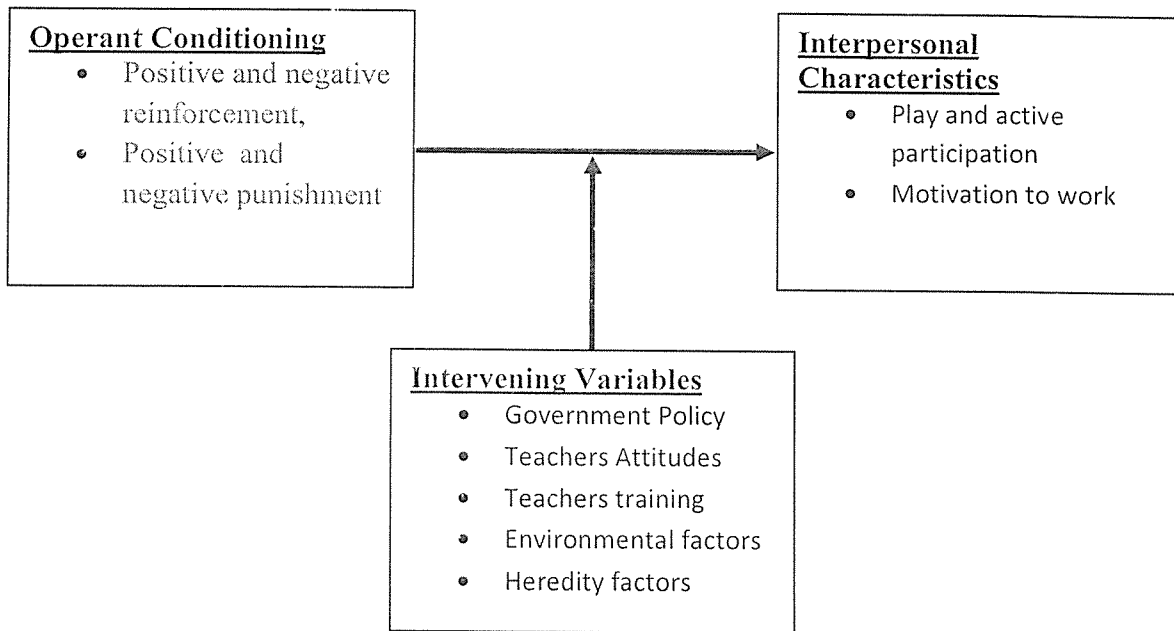 Operant Conditioning
• Positive and negative
reinforcement,
• Positive and
negative punishment
Interpersonal
Characteristics
• Play and active
participation
• Motivation to work
Intervening Variables
• Government Policy
• Teachers Attitudes
• Teachers training
• Environmental factors
• Heredity factors